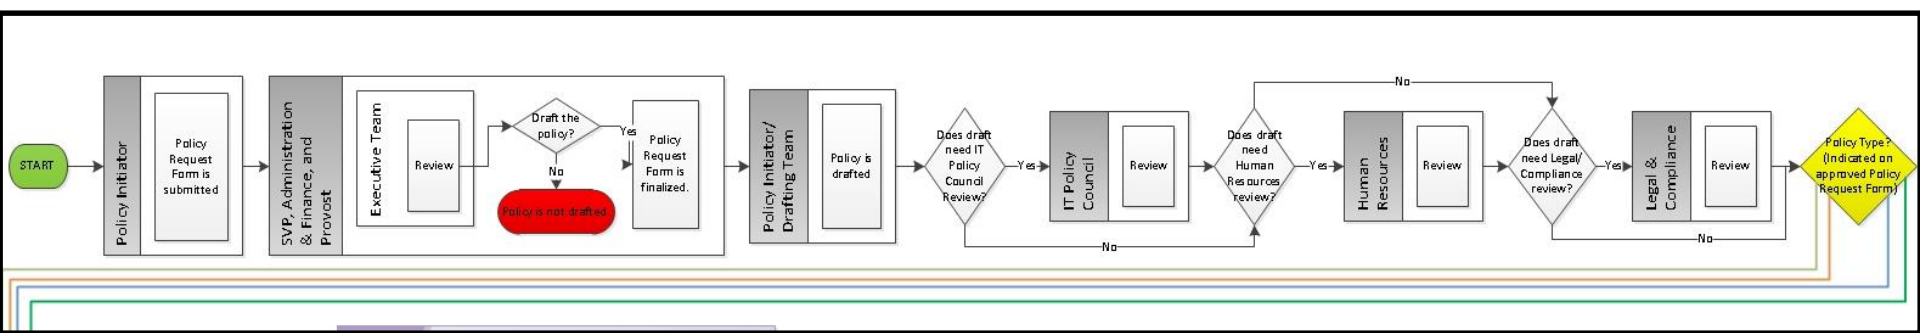 START
Policy Initiator
Policy
Request
Form is
submitted
SVP, Administration
& Finance, and
Provost
Executive Team
Review
Draft the
policy?
Yes
No
Policy is not drafted
Policy
Request
Form is
finalized.
Policy Initiator/
Drafting Team
Policy is
drafted
Does draft
need IT
Policy
Council
Review?
Yes
No
IT Policy
Council
Review
Does draft
need
Human
Resources
review?
Yes
No
Human
Resources
Review
Does draft
need Legal/
Compliance
review?
Yes
No
Legal &
Compliance
Review
Policy Type?
(Indicated on
approved Policy
Request Form)